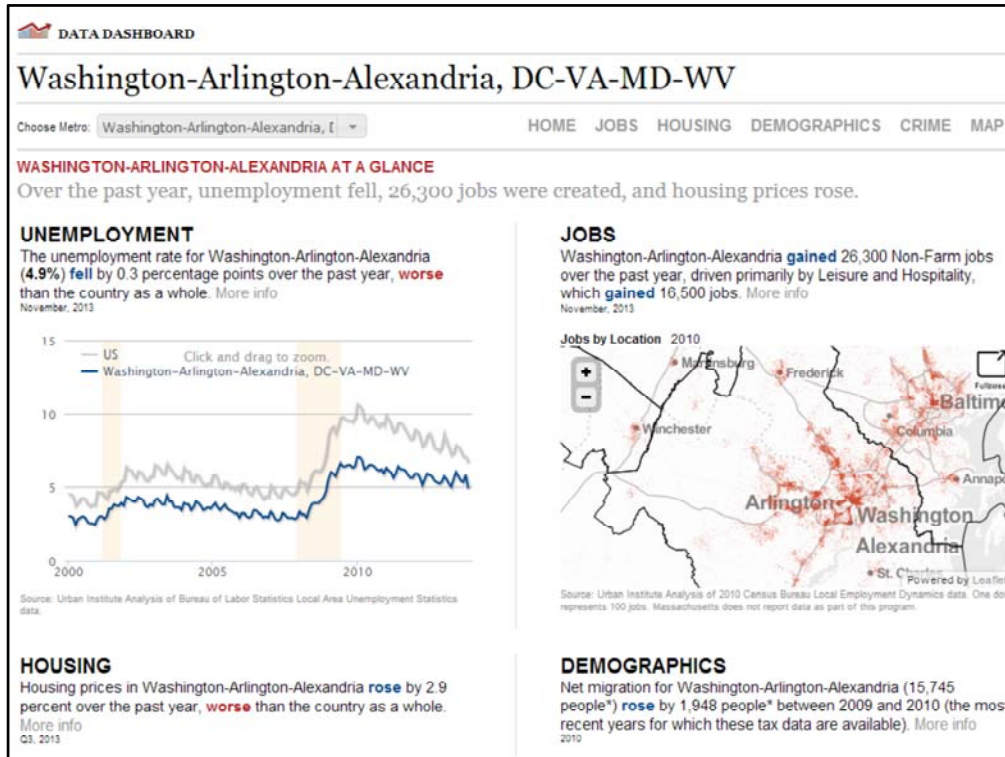 DATA DASHBOARD
Washington-Arlington-Alexandria, DC-VA-MD-WV
Choose Metro: Washington-Arlington-Alexandria, [
HOME JOBS HOUSING DEMOGRAPHICS CRIME MAP
WASHINGTON-ARLINGTON-ALEXANDRIA AT A GLANCE
Over the past year, unemployment fell, 26,300 jobs were created, and housing prices rose.
UNEMPLOYMENT
The unemployment rate for Washington-Arlington-Alexandria
(4.9%) fell by 0.3 percentage points over the past year, worse
than the country as a whole. More info
November, 2013
15
US
Click and drag to zoom.
Washington-Arlington-Alexandria, DC-VA-MD-WV
10
5
0
2000 2005 2010
Source: Urban Institute Analysis of Bureau of Labor Statistics Local Area Unemployment Statistics
data.
JOBS
Washington-Arlington-Alexandria gained 26,300 Non-Farm jobs
over the past year, driven primarily by Leisure and Hospitality,
which gained 16,500 jobs. More info
November, 2013
Jobs by Location 2010
+
−
Martinsburg
Frederick
Baltimo
Winchester
Columbia
Annapo
Arlington
Washington
Alexandria
St. Charles
Powered by Leaflet
Source: Urban Institute Analysis of 2010 Census Bureau Local Employment Dynamics data. One dot
represents 100 jobs. Massachusetts does not report data as part of this program.
HOUSING
Housing prices in Washington-Arlington-Alexandria rose by 2.9
percent over the past year, worse than the country as a whole.
More info
Q3, 2013
DEMOGRAPHICS
Net migration for Washington-Arlington-Alexandria (15,745
people*) rose by 1,948 people* between 2009 and 2010 (the most
recent years for which these tax data are available). More info
2010